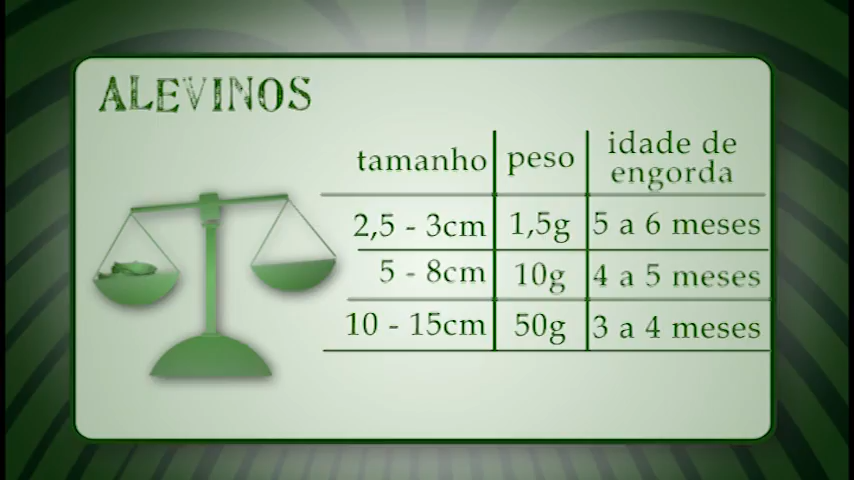 ALEVINOS
tamanho peso idade de engorda
2,5 - 3cm 1,5g 5 a 6 meses
5 - 8cm 10g 4 a 5 meses
10 - 15cm 50g 3 a 4 meses